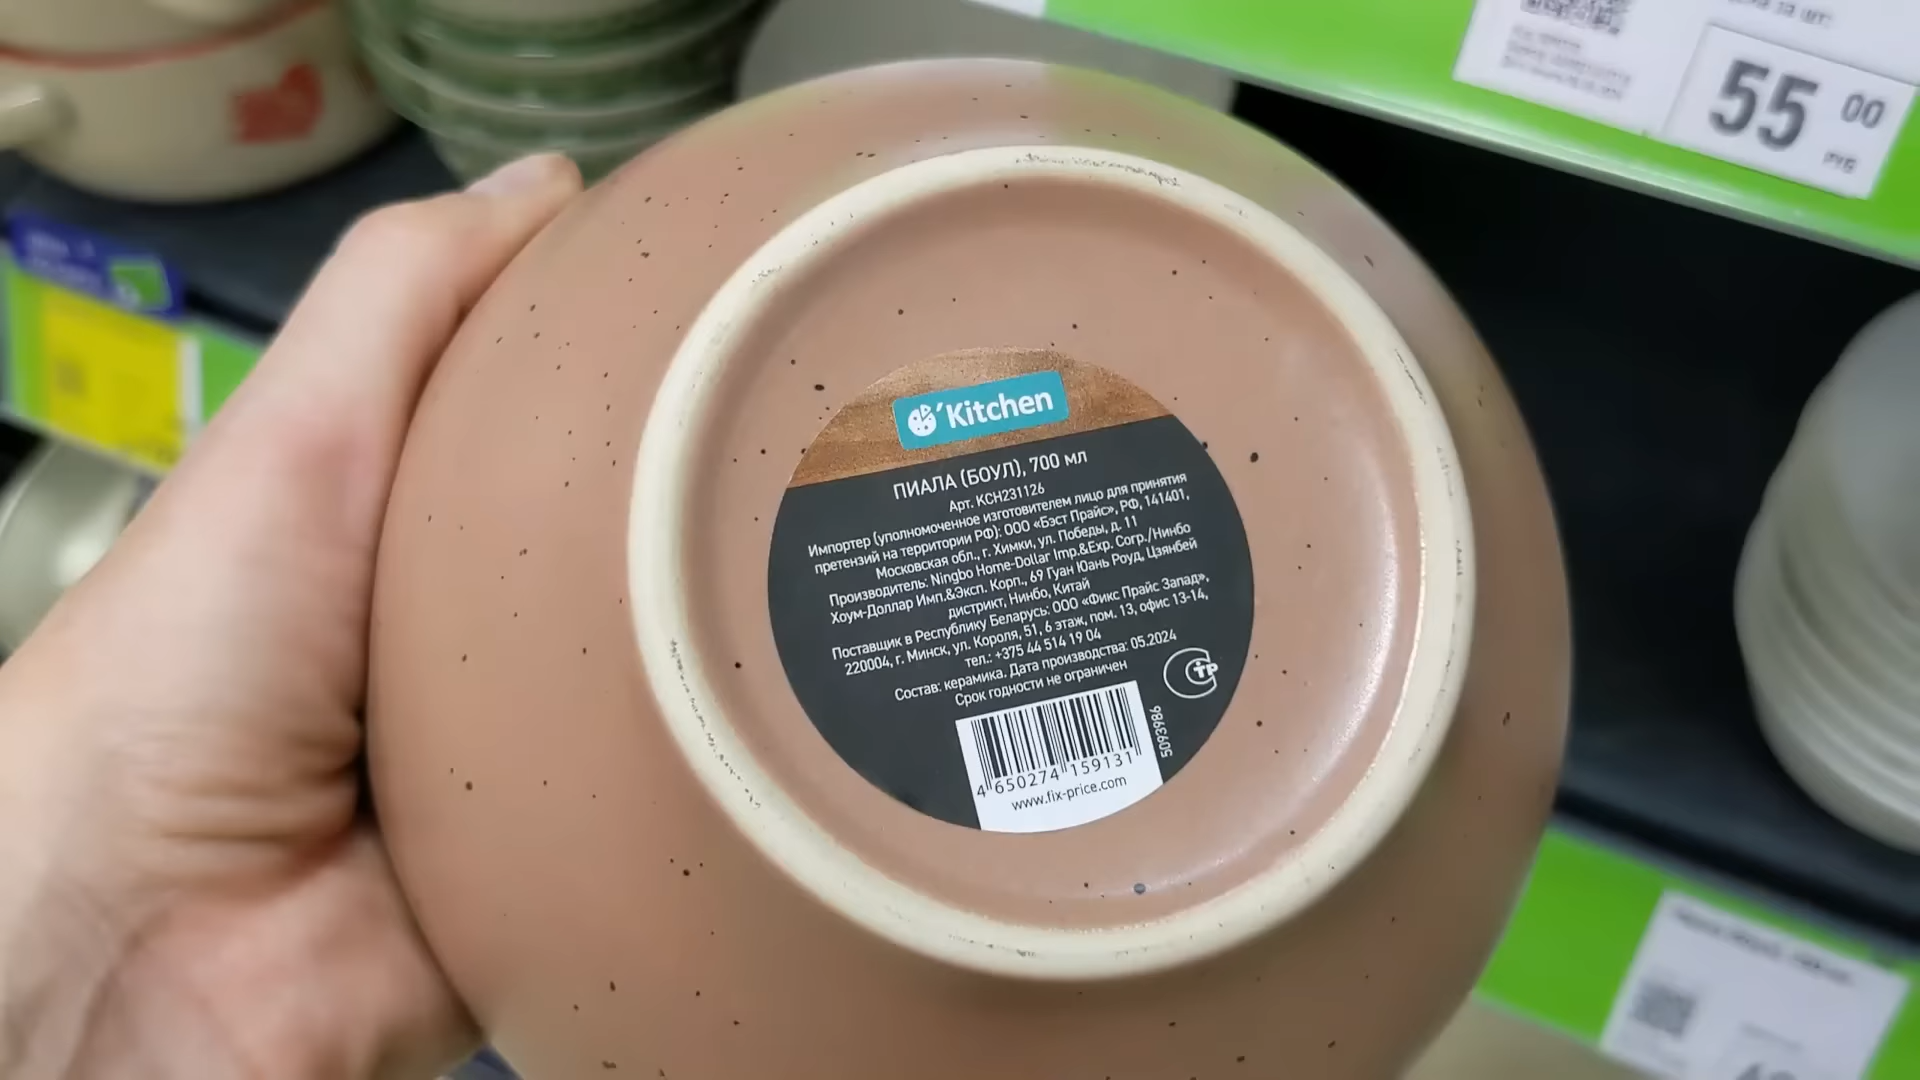 55 00
РУБ
'Kitchen
ПИАЛА (БОУЛ), 700 мл
Арт. KCH231126
Импортер (уполномоченное изготовителем лицо для принятия
претензий на территории РФ): ООО «Бэст Прайс», РФ, 141401,
Московская обл., г. Химки, ул. Победы, д. 11
Производитель: Ningbo Home-Dollar Imp.&Exp. Corp./Нинбо
Хоум-Доллар Имп.&Эксп. Корп., 69 Гуан Юань Роуд, Цзянбей
дистрикт, Нинбо, Китай
Поставщик в Республику Беларусь: ООО «Фикс Прайс Запад»,
220004, г. Минск, ул. Короля, 51, 6 этаж, пом. 13, офис 13-14,
тел.: +375 44 514 19 04
Состав: керамика. Дата производства: 05.2024
Срок годности не ограничен
СТР
5093986
4 650274 159131
www.fix-price.com